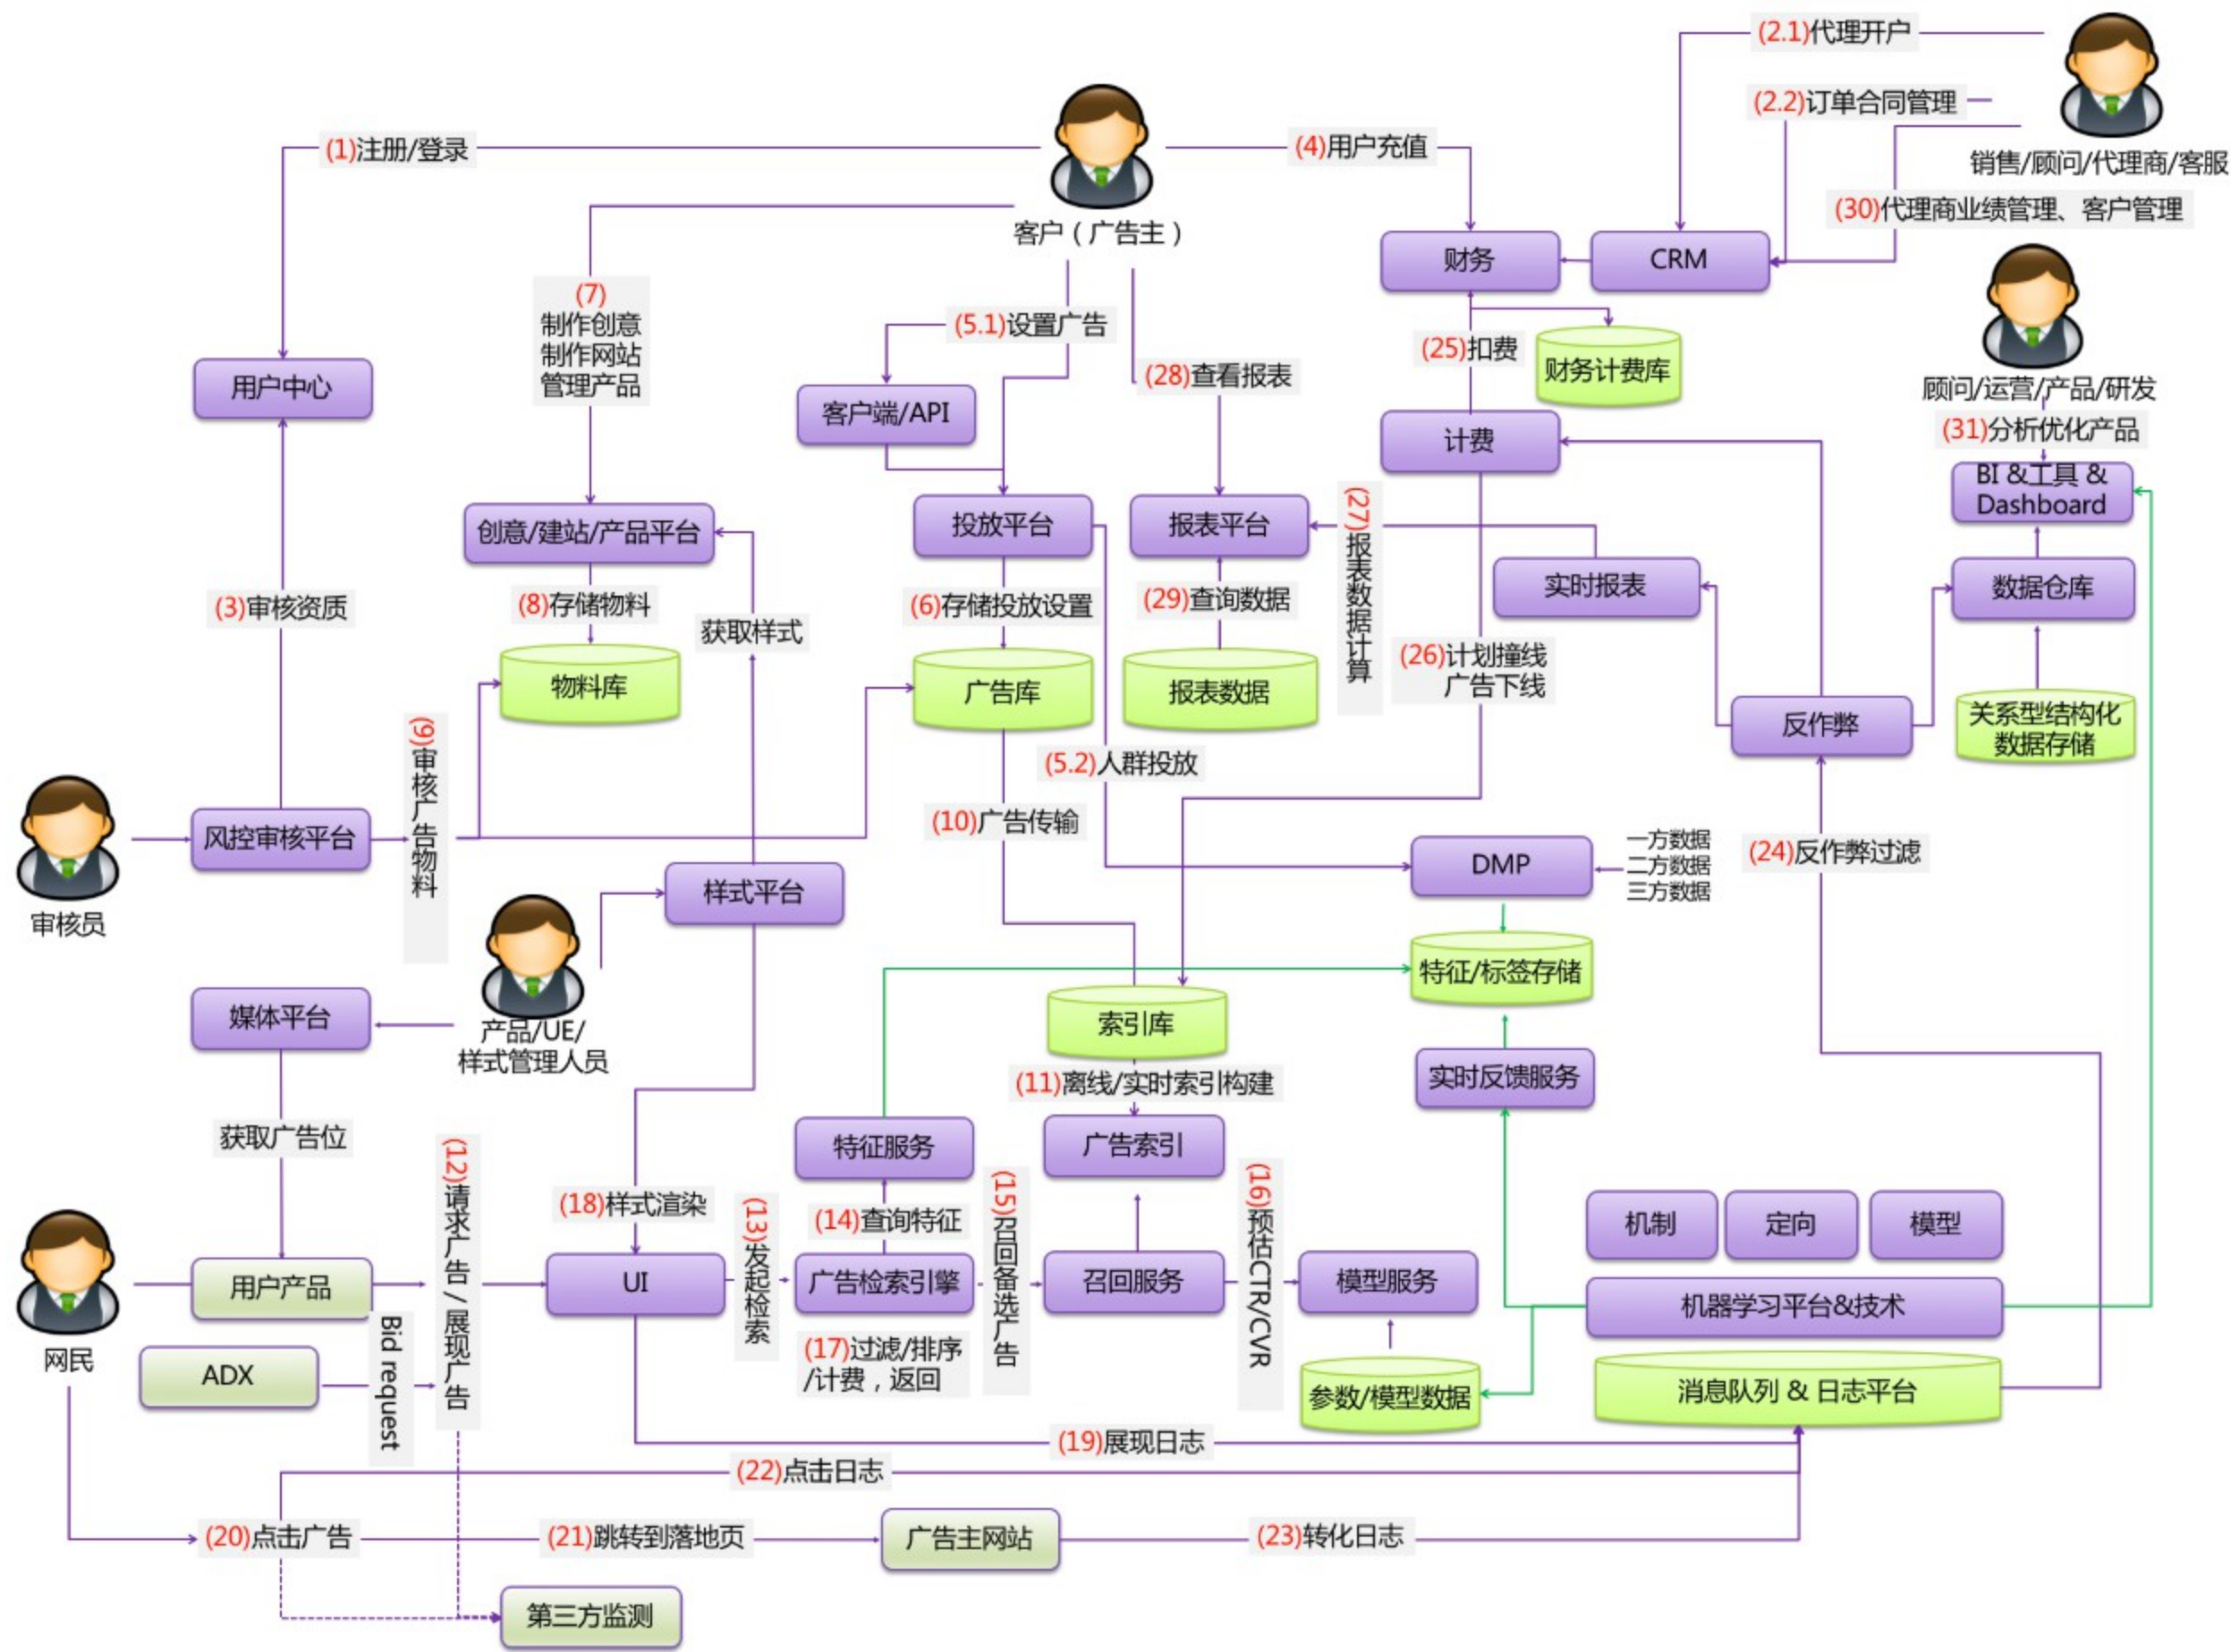 (2.1)代理开户
(2.2)订单合同管理
(1)注册/登录
(4)用户充值
销售/顾问/代理商/客服
(30)代理商业绩管理、客户管理
客户（广告主）
财务
CRM
(7)
制作创意
制作网站
管理产品
(5.1)设置广告
(25)扣费
财务计费库
(28)查看报表
顾问/运营/产品/研发
用户中心
客户端/API
计费
(31)分析优化产品
BI &工具 &
Dashboard
创意/建站/产品平台
投放平台
报表平台
(27)报表数据计算
实时报表
数据仓库
(3)审核资质
(8)存储物料
获取样式
(6)存储投放设置
(29)查询数据
(26)计划撞线
广告下线
物料库
广告库
报表数据
反作弊
关系型结构化
数据存储
(9)审核广告物料
(5.2)人群投放
(10)广告传输
风控审核平台
审核员
样式平台
DMP
一方数据
二方数据
三方数据
(24)反作弊过滤
特征/标签存储
媒体平台
产品/UE/
样式管理人员
索引库
(11)离线/实时索引构建
实时反馈服务
获取广告位
(12)请求广告/展现广告
特征服务
广告索引
(18)样式渲染
(13)发起检索
(14)查询特征
(15)召回备选广告
(16)预估CTR/CVR
机制
定向
模型
用户产品
UI
广告检索引擎
召回服务
模型服务
机器学习平台&技术
网民
ADX
Bid request
(17)过滤/排序
/计费，返回
参数/模型数据
消息队列 & 日志平台
(19)展现日志
(22)点击日志
(20)点击广告
(21)跳转到落地页
广告主网站
(23)转化日志
第三方监测